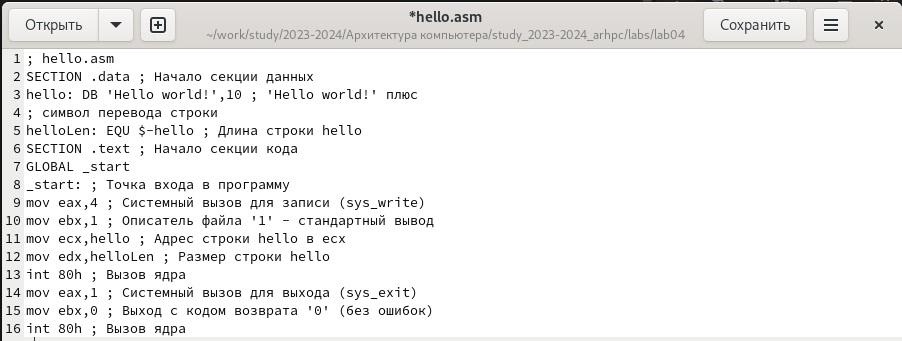 Открыть
*hello.asm
~/work/study/2023-2024/Архитектура компьютера/study_2023-2024_arhpc/labs/lab04
Сохранить
1 ; hello.asm
2 SECTION .data ; Начало секции данных
3 hello: DB 'Hello world!',10 ; 'Hello world!' плюс
4 ; символ перевода строки
5 helloLen: EQU $-hello ; Длина строки hello
6 SECTION .text ; Начало секции кода
7 GLOBAL _start
8 _start: ; Точка входа в программу
9 mov eax,4 ; Системный вызов для записи (sys_write)
10 mov ebx,1 ; Описатель файла '1' - стандартный вывод
11 mov ecx,hello ; Адрес строки hello в ecx
12 mov edx,helloLen ; Размер строки hello
13 int 80h ; Вызов ядра
14 mov eax,1 ; Системный вызов для выхода (sys_exit)
15 mov ebx,0 ; Выход с кодом возврата '0' (без ошибок)
16 int 80h ; Вызов ядра